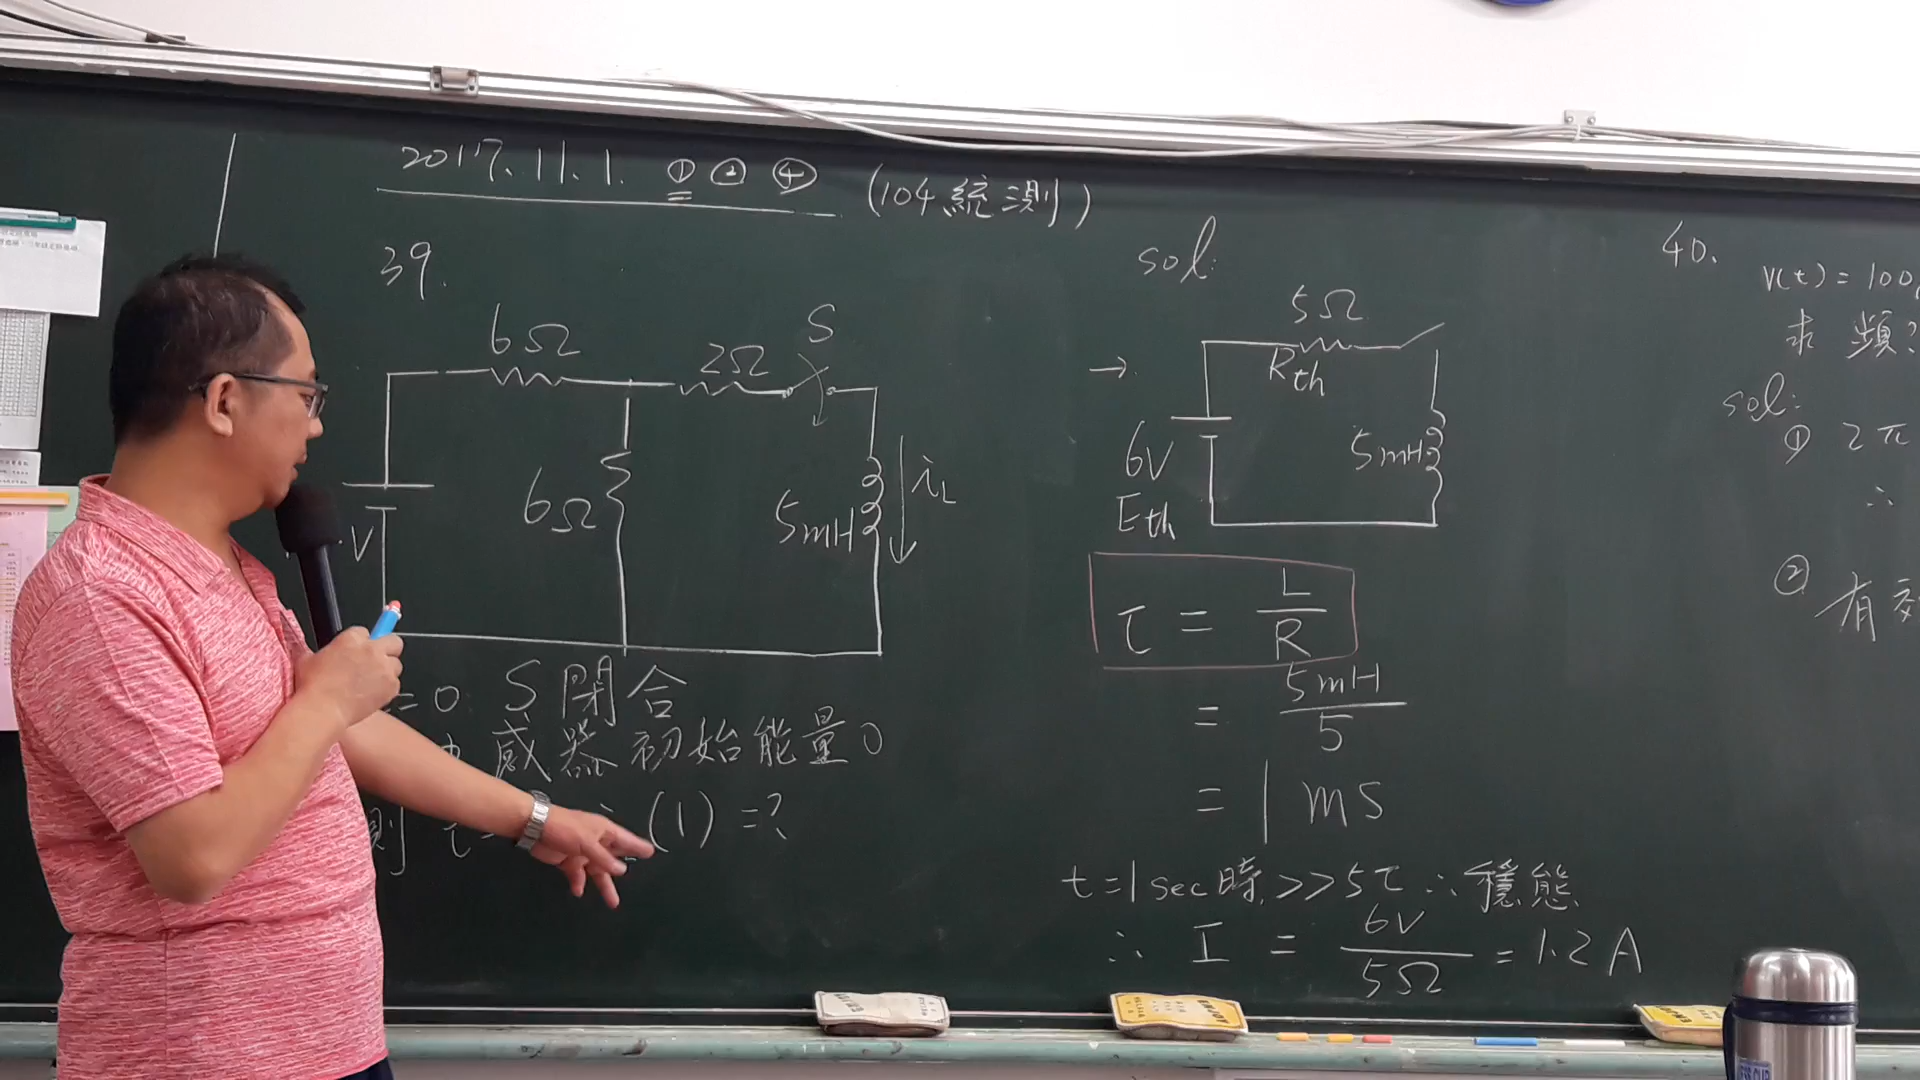 2017.11.1. ① ② ④ (104統測)
39.
6Ω
2Ω
S
6Ω
5mH
i_L
V
=0 S閉合
感器初始能量0
則 t= (1) =?
sol:
→
5Ω
Rth
6V
Eth
5mH
τ = L/R
= 5mH/5
= 1 mS
t=1sec時, >>5τ ∴穩態
∴ I = 6V/5Ω = 1.2A
40.
v(t) = 100
求 頻?
sol:
① 2π
∴
② 有效